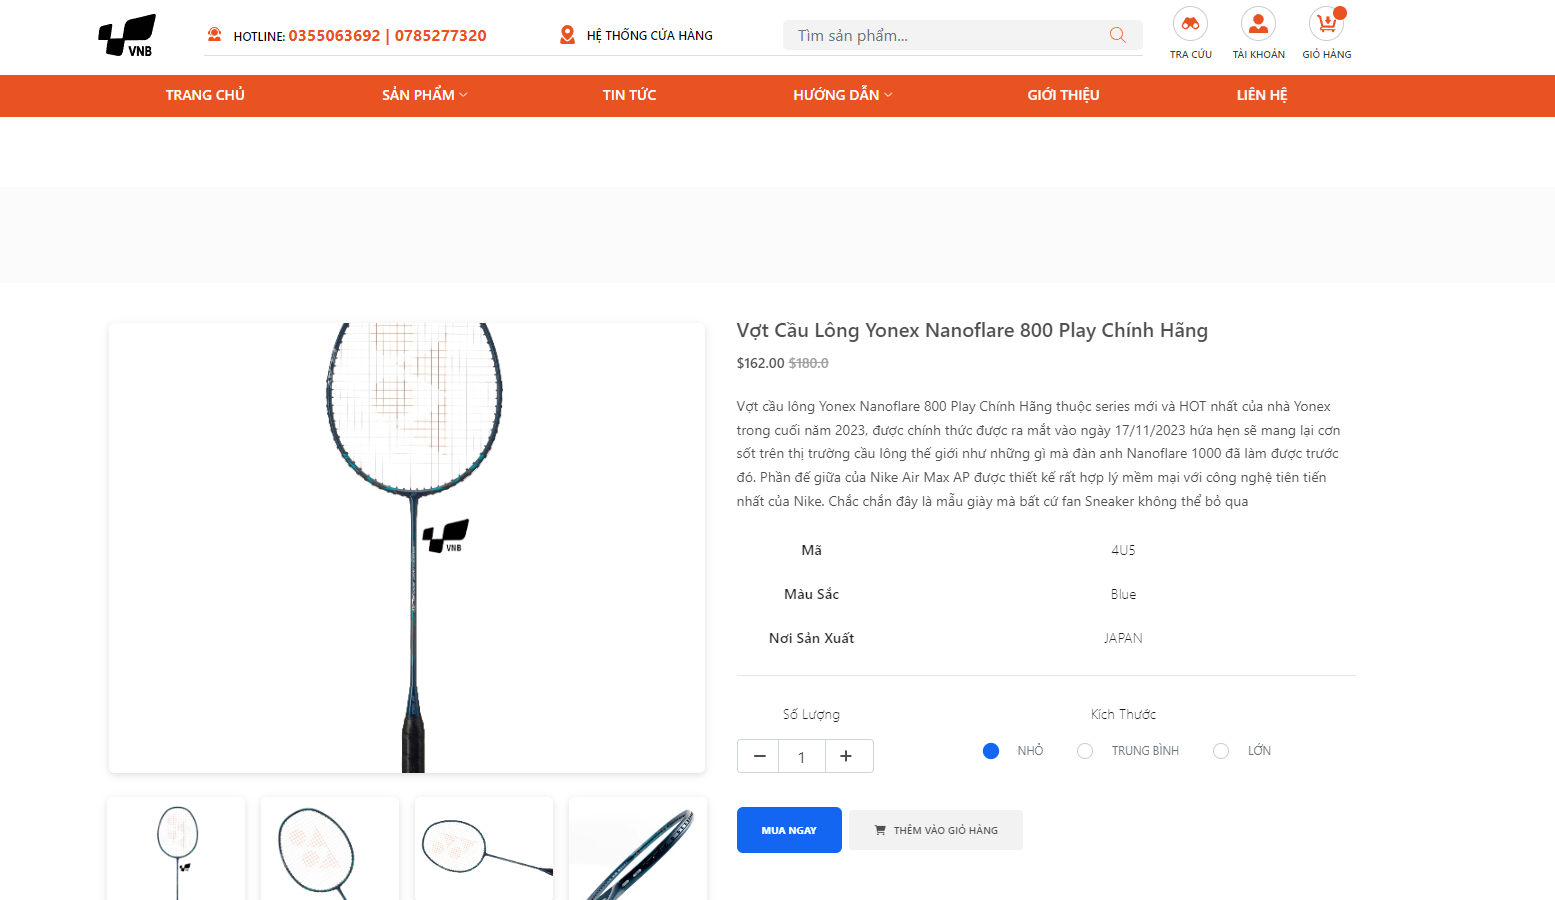 VNB
HOTLINE: 0355063692 | 0785277320
HỆ THỐNG CỬA HÀNG
Tìm sản phẩm...
TRA CỨU
TÀI KHOẢN
GIỎ HÀNG
TRANG CHỦ
SẢN PHẨM
TIN TỨC
HƯỚNG DẪN
GIỚI THIỆU
LIÊN HỆ
Vợt Cầu Lông Yonex Nanoflare 800 Play Chính Hãng
$162.00 $180.0
Vợt cầu lông Yonex Nanoflare 800 Play Chính Hãng thuộc series mới và HOT nhất của nhà Yonex
trong cuối năm 2023, được chính thức được ra mắt vào ngày 17/11/2023 hứa hẹn sẽ mang lại cơn
sốt trên thị trường cầu lông thế giới như những gì mà đàn anh Nanoflare 1000 đã làm được trước
đó. Phần đế giữa của Nike Air Max AP được thiết kế rất hợp lý mềm mại với công nghệ tiên tiến
nhất của Nike. Chắc chắn đây là mẫu giày mà bất cứ fan Sneaker không thể bỏ qua
VNB
Mã 4U5
Màu Sắc Blue
Nơi Sản Xuất JAPAN
Số Lượng
Kích Thước
1
NHỎ
TRUNG BÌNH
LỚN
MUA NGAY
THÊM VÀO GIỎ HÀNG